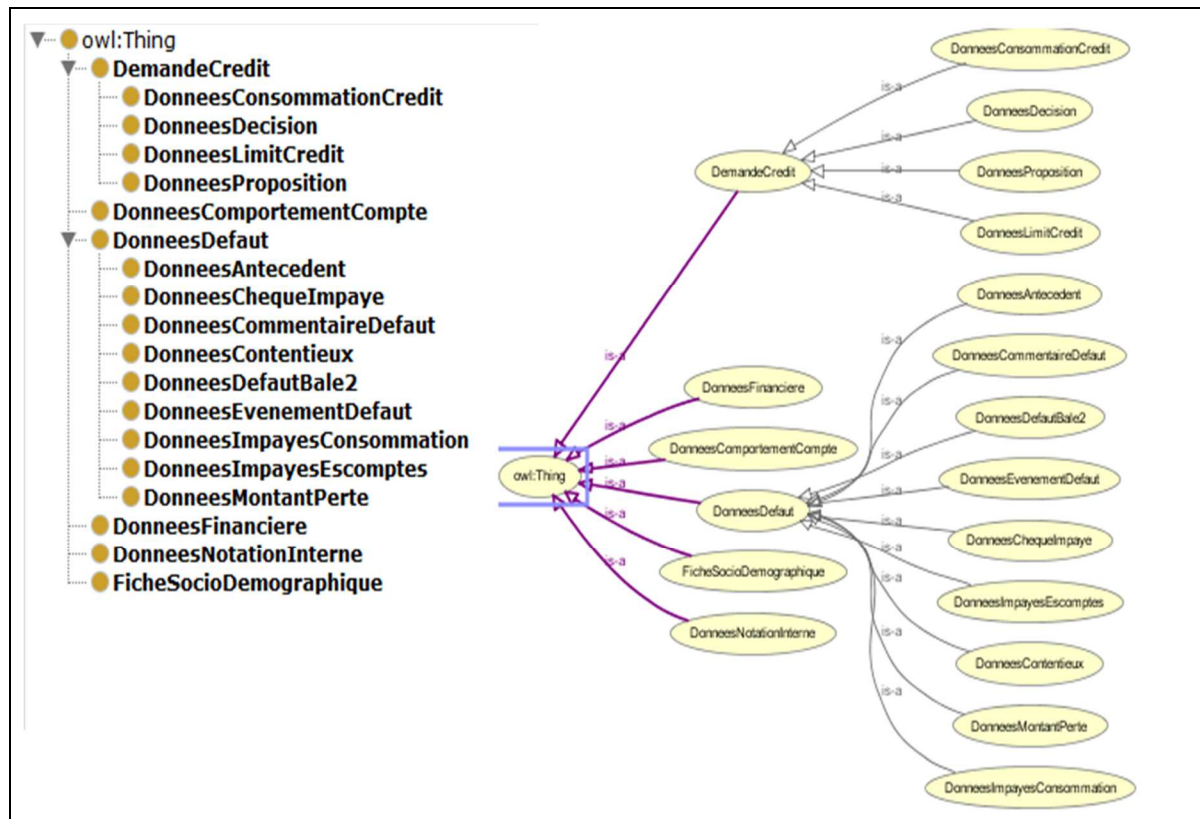 owl:Thing
DemandeCredit
DonneesConsommationCredit
DonneesDecision
DonneesLimitCredit
DonneesProposition
DonneesComportementCompte
DonneesDefaut
DonneesAntecedent
DonneesChequeImpaye
DonneesCommentaireDefaut
DonneesContentieux
DonneesDefautBale2
DonneesEvenementDefaut
DonneesImpayesConsommation
DonneesImpayesEscomptes
DonneesMontantPerte
DonneesFinanciere
DonneesNotationInterne
FicheSocioDemographique
DonneesConsommationCredit
is-a
DonneesDecision
is-a
DemandeCredit
is-a
DonneesProposition
is-a
DonneesLimitCredit
DonneesAntecedent
is-a
is-a
DonneesCommentaireDefaut
DonneesFinanciere
is-a
DonneesDefautBale2
is-a
DonneesComportementCompte
owl:Thing
is-a
is-a
DonneesEvenementDefaut
is-a
DonneesDefaut
is-a
is-a
DonneesChequeImpaye
is-a
FicheSocioDemographique
is-a
DonneesImpayesEscomptes
is-a
DonneesNotationInterne
is-a
DonneesContentieux
is-a
DonneesMontantPerte
DonneesImpayesConsommation